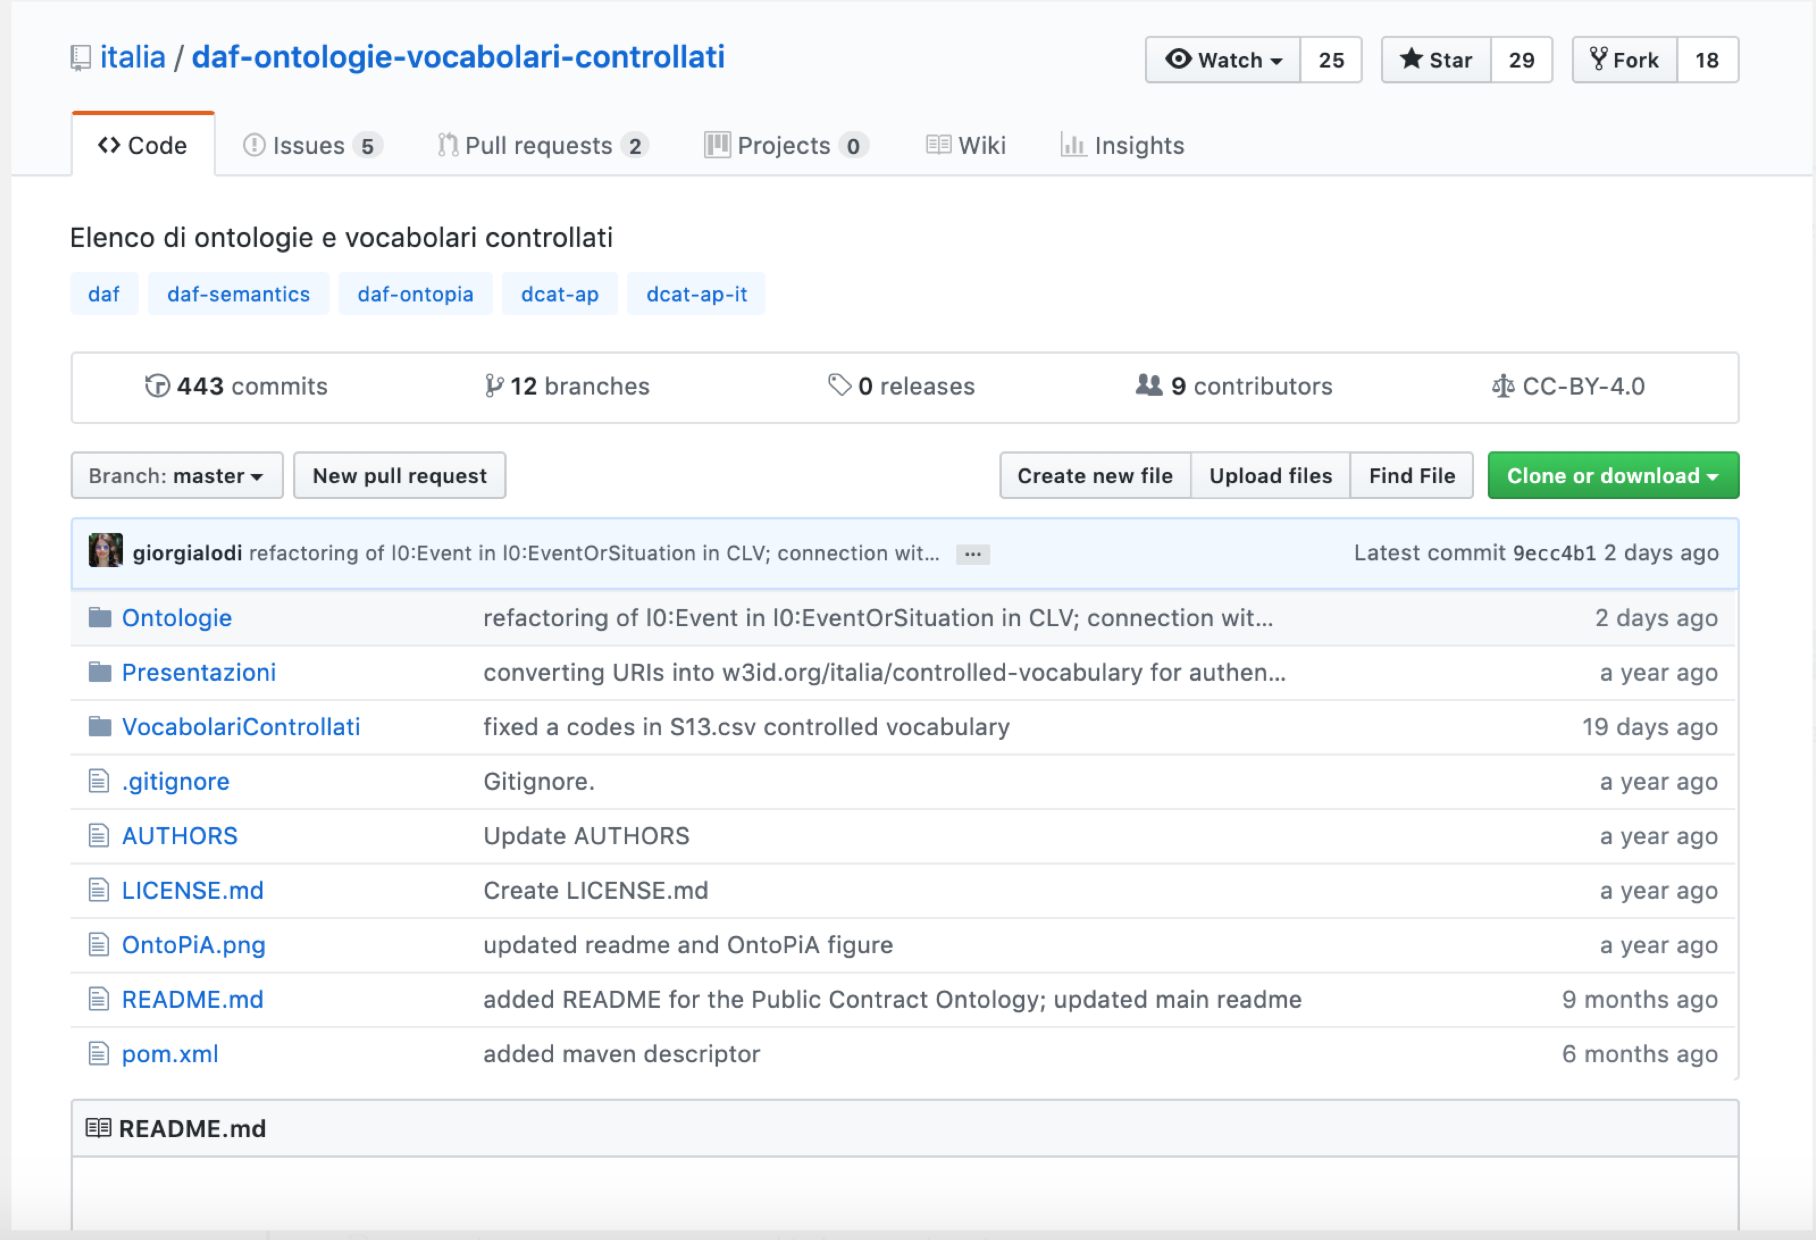 italia / daf-ontologie-vocabolari-controllati Watch 25 Star 29 Fork 18
Code Issues 5 Pull requests 2 Projects 0 Wiki Insights
Elenco di ontologie e vocabolari controllati
daf daf-semantics daf-ontopia dcat-ap dcat-ap-it
443 commits 12 branches 0 releases 9 contributors CC-BY-4.0
Branch: master New pull request Create new file Upload files Find File Clone or download
giorgialodi refactoring of l0:Event in l0:EventOrSituation in CLV; connection wit... ... Latest commit 9ecc4b1 2 days ago
Ontologie refactoring of l0:Event in l0:EventOrSituation in CLV; connection wit... 2 days ago
Presentazioni converting URIs into w3id.org/italia/controlled-vocabulary for authen... a year ago
VocabolariControllati fixed a codes in S13.csv controlled vocabulary 19 days ago
.gitignore Gitignore. a year ago
AUTHORS Update AUTHORS a year ago
LICENSE.md Create LICENSE.md a year ago
OntoPiA.png updated readme and OntoPiA figure a year ago
README.md added README for the Public Contract Ontology; updated main readme 9 months ago
pom.xml added maven descriptor 6 months ago
README.md